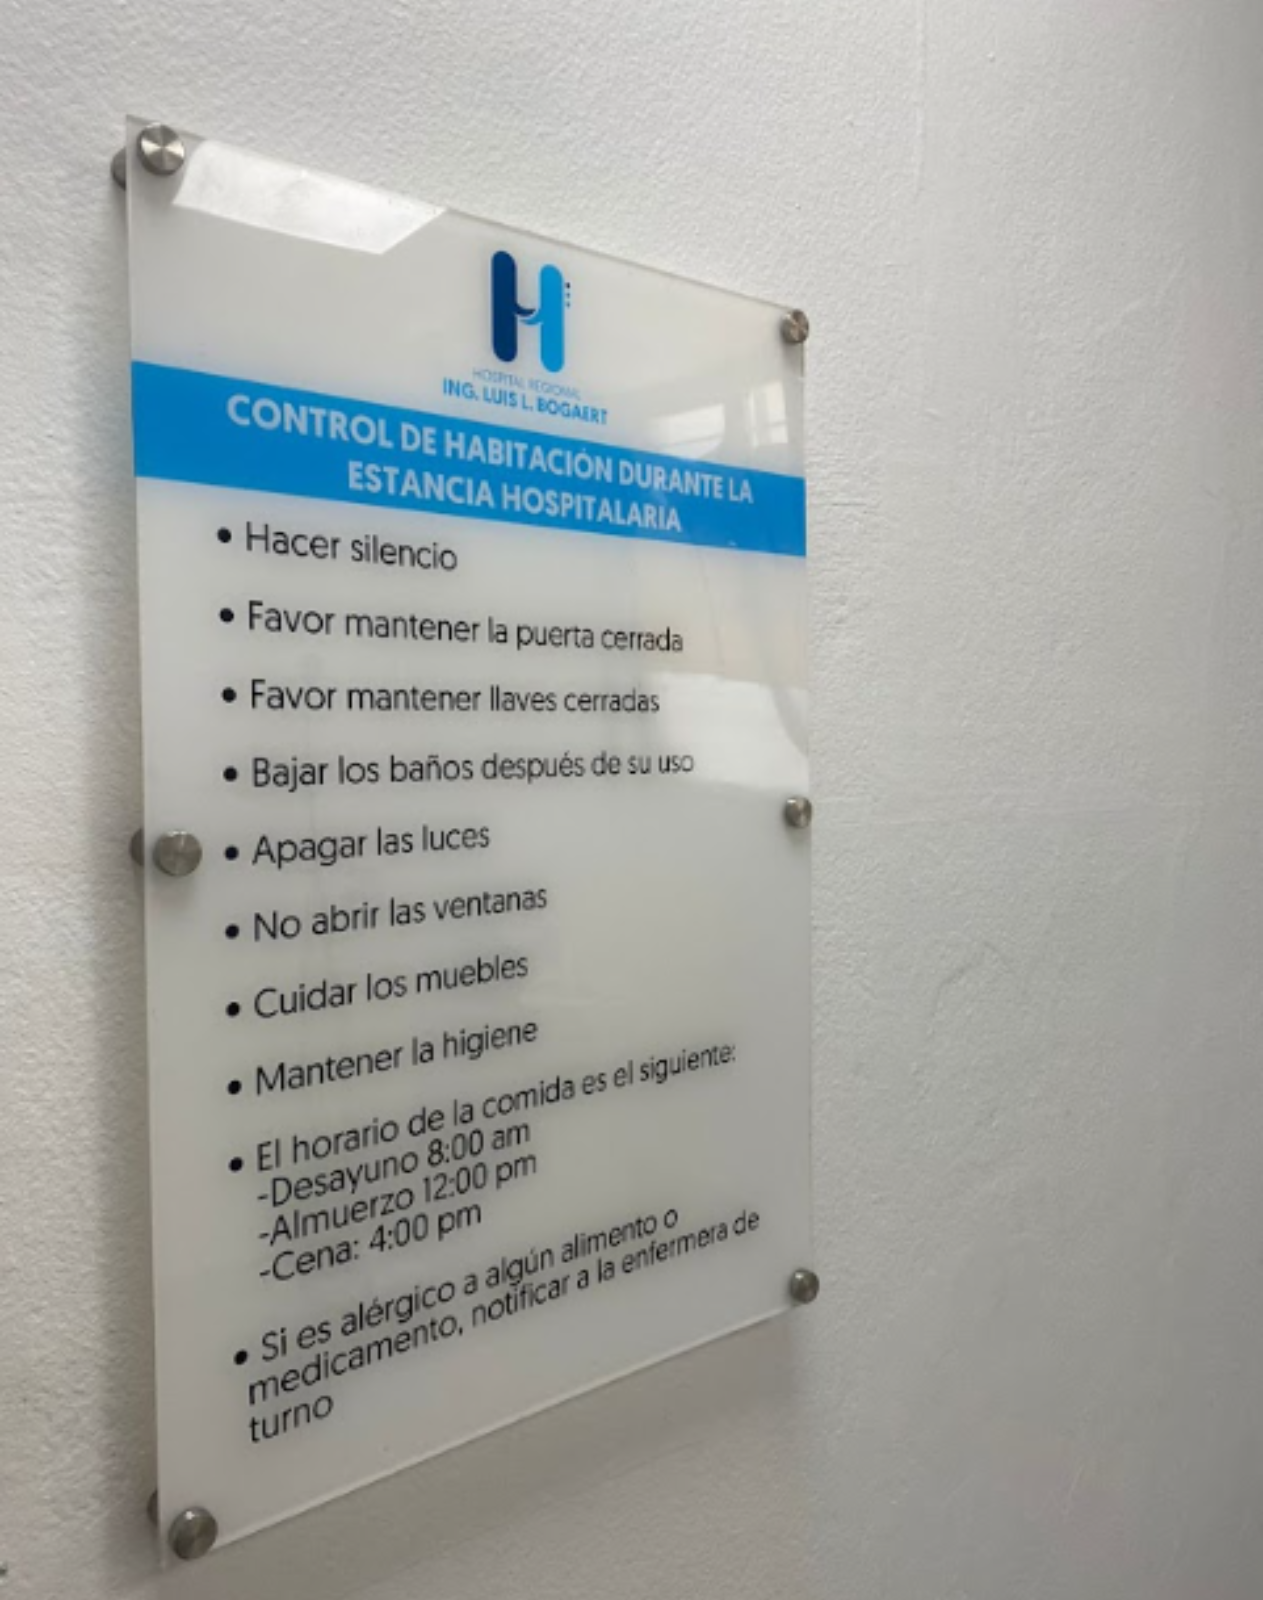 HOSPITAL REGIONAL
ING. LUIS L. BOGAERT
CONTROL DE HABITACIÓN DURANTE LA
ESTANCIA HOSPITALARIA
• Hacer silencio
• Favor mantener la puerta cerrada
• Favor mantener llaves cerradas
• Bajar los baños después de su uso
• Apagar las luces
• No abrir las ventanas
• Cuidar los muebles
• Mantener la higiene
• El horario de la comida es el siguiente:
-Desayuno 8:00 am
-Almuerzo 12:00 pm
-Cena: 4:00 pm
• Si es alérgico a algún alimento o
medicamento, notificar a la enfermera de
turno